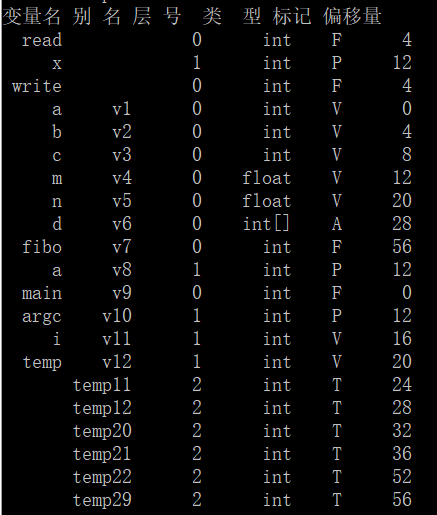 变量名 别 名 层 号 类 型 标记 偏移量
read 0 int F 4
x 1 int P 12
write 0 int F 4
a v1 0 int V 0
b v2 0 int V 4
c v3 0 int V 8
m v4 0 float V 12
n v5 0 float V 20
d v6 0 int[] A 28
fibo v7 0 int F 56
a v8 1 int P 12
main v9 0 int F 0
argc v10 1 int P 12
i v11 1 int V 16
temp v12 1 int V 20
temp11 2 int T 24
temp12 2 int T 28
temp20 2 int T 32
temp21 2 int T 36
temp22 2 int T 52
temp29 2 int T 56